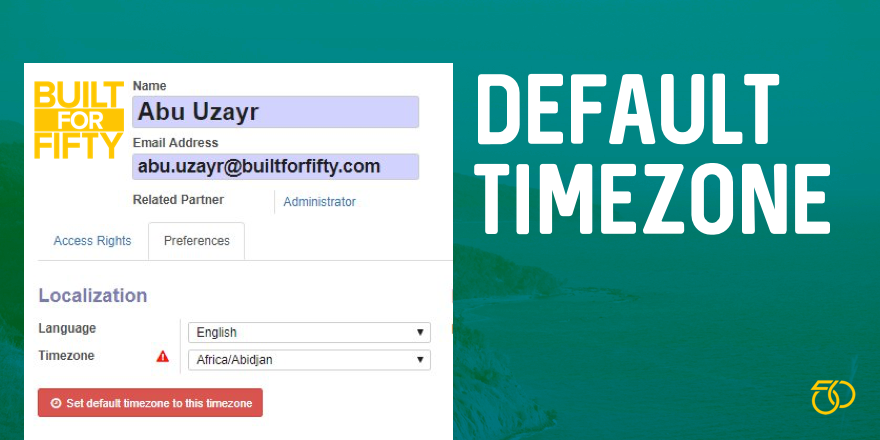 BUILT
FOR
FIFTY
Name
Abu Uzayr
Email Address
abu.uzayr@builtforfifty.com
Related Partner Administrator
Access Rights Preferences
Localization
Language English
Timezone Africa/Abidjan
Set default timezone to this timezone
DEFAULT
TIMEZONE
50